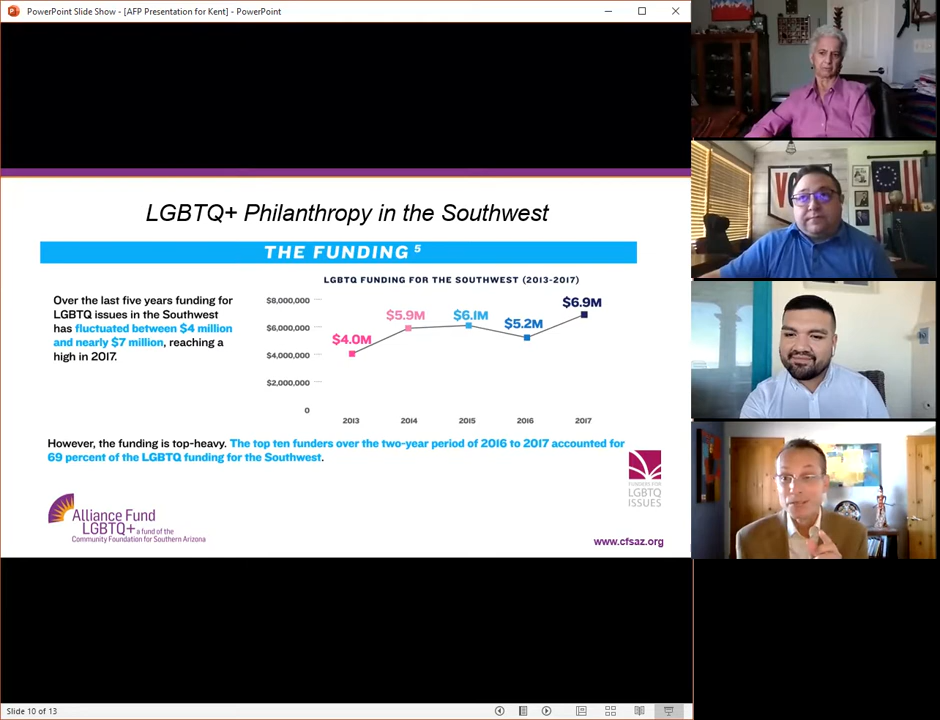 PowerPoint Slide Show - [AFP Presentation for Kent] - PowerPoint
LGBTQ+ Philanthropy in the Southwest
THE FUNDING 5
LGBTQ FUNDING FOR THE SOUTHWEST (2013-2017)
Over the last five years funding for
LGBTQ issues in the Southwest
has fluctuated between $4 million
and nearly $7 million, reaching a
high in 2017.
$8,000,000
$6,000,000
$4,000,000
$2,000,000
0
$4.0M
$5.9M
$6.1M
$5.2M
$6.9M
2013 2014 2015 2016 2017
However, the funding is top-heavy. The top ten funders over the two-year period of 2016 to 2017 accounted for
69 percent of the LGBTQ funding for the Southwest.
FUNDERS FOR
LGBTQ
ISSUES
Alliance Fund
LGBTQ+ a fund of the
Community Foundation for Southern Arizona
www.cfsaz.org
Slide 10 of 13